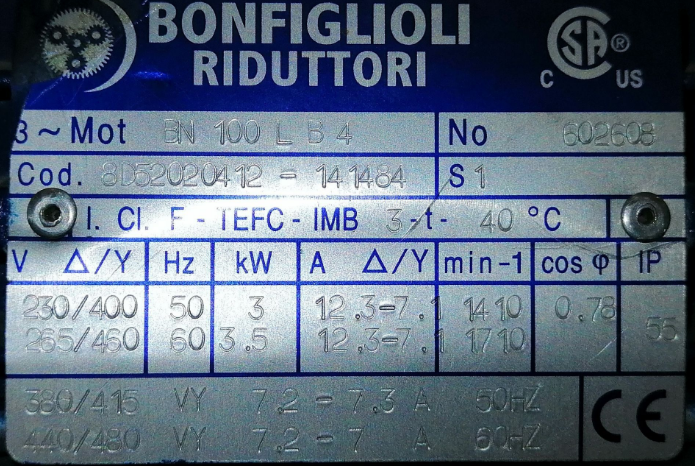 BONFIGLIOLI
RIDUTTORI
CSA®
C US
3 ~ Mot BN 100 L B 4 No 602608
Cod. 8D52020412 - 141484 S 1
I. Cl. F - TEFC - IMB 3 -t- 40 °C
V Δ/Y Hz kW A Δ/Y min-1 cos φ IP
230/400 50 3 12.3-7.1 1410 0.78
265/460 60 3.5 12.3-7.1 1710 55
380/415 VY 7.2 - 7.3 A 50HZ
440/480 VY 7.2 - 7 A 60HZ
CE